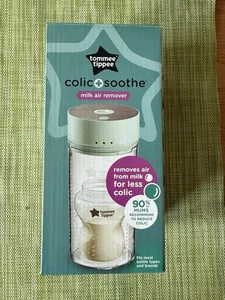 tommee
tippee
colic+soothe
milk air remover
removes air
from milk
for less
colic
90%
MUMS
RECOMMEND
TO REDUCE
COLIC
fits most
bottle types
and brands
tommee
tippee